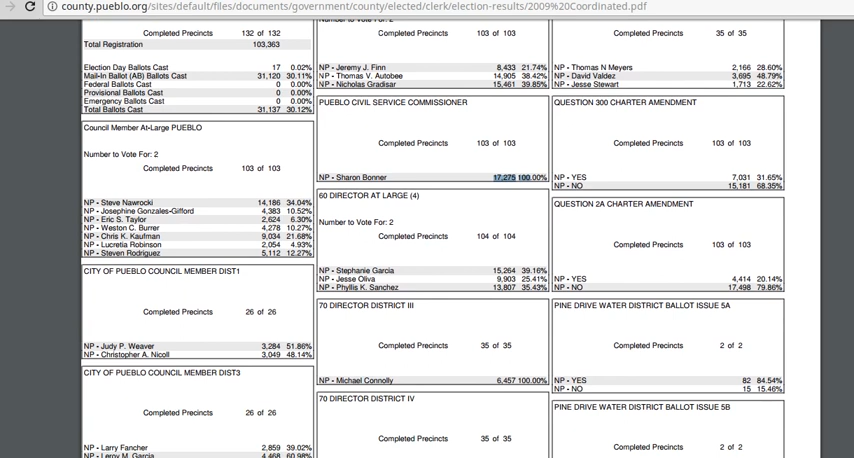 county.pueblo.org/sites/default/files/documents/government/county/elected/clerk/election-results/2009%20Coordinated.pdf
Completed Precincts 132 of 132
Total Registration 103,363
Election Day Ballots Cast 17 0.02%
Mail-In Ballot (AB) Ballots Cast 31,120 30.11%
Federal Ballots Cast 0 0.00%
Provisional Ballots Cast 0 0.00%
Emergency Ballots Cast 0 0.00%
Total Ballots Cast 31,137 30.12%
Council Member At-Large PUEBLO
Number to Vote For: 2
Completed Precincts 103 of 103
NP - Steve Nawrocki 14,186 34.04%
NP - Josephine Gonzales-Gifford 4,383 10.52%
NP - Eric S. Taylor 2,624 6.30%
NP - Weston C. Burrer 4,278 10.27%
NP - Chris K. Kaufman 9,034 21.68%
NP - Lucretia Robinson 2,054 4.93%
NP - Steven Rodriguez 5,112 12.27%
CITY OF PUEBLO COUNCIL MEMBER DIST1
Completed Precincts 26 of 26
NP - Judy P. Weaver 3,284 51.86%
NP - Christopher A. Nicoll 3,049 48.14%
CITY OF PUEBLO COUNCIL MEMBER DIST3
Completed Precincts 26 of 26
NP - Larry Fancher 2,859 39.02%
NP - Leroy M. Garcia 4,468 60.98%
Number to Vote For: 2
Completed Precincts 103 of 103
NP - Jeremy J. Finn 8,433 21.74%
NP - Thomas V. Autobee 14,905 38.42%
NP - Nicholas Gradisar 15,461 39.85%
PUEBLO CIVIL SERVICE COMMISSIONER
Completed Precincts 103 of 103
NP - Sharon Bonner 17,275 100.00%
60 DIRECTOR AT LARGE (4)
Number to Vote For: 2
Completed Precincts 104 of 104
NP - Stephanie Garcia 15,264 39.16%
NP - Jesse Oliva 9,903 25.41%
NP - Phyllis K. Sanchez 13,807 35.43%
70 DIRECTOR DISTRICT III
Completed Precincts 35 of 35
NP - Michael Connolly 6,457 100.00%
70 DIRECTOR DISTRICT IV
Completed Precincts 35 of 35
Completed Precincts 35 of 35
NP - Thomas N Meyers 2,166 28.60%
NP - David Valdez 3,695 48.79%
NP - Jesse Stewart 1,713 22.62%
QUESTION 300 CHARTER AMENDMENT
Completed Precincts 103 of 103
NP - YES 7,031 31.65%
NP - NO 15,181 68.35%
QUESTION 2A CHARTER AMENDMENT
Completed Precincts 103 of 103
NP - YES 4,414 20.14%
NP - NO 17,498 79.86%
PINE DRIVE WATER DISTRICT BALLOT ISSUE 5A
Completed Precincts 2 of 2
NP - YES 82 84.54%
NP - NO 15 15.46%
PINE DRIVE WATER DISTRICT BALLOT ISSUE 5B
Completed Precincts 2 of 2